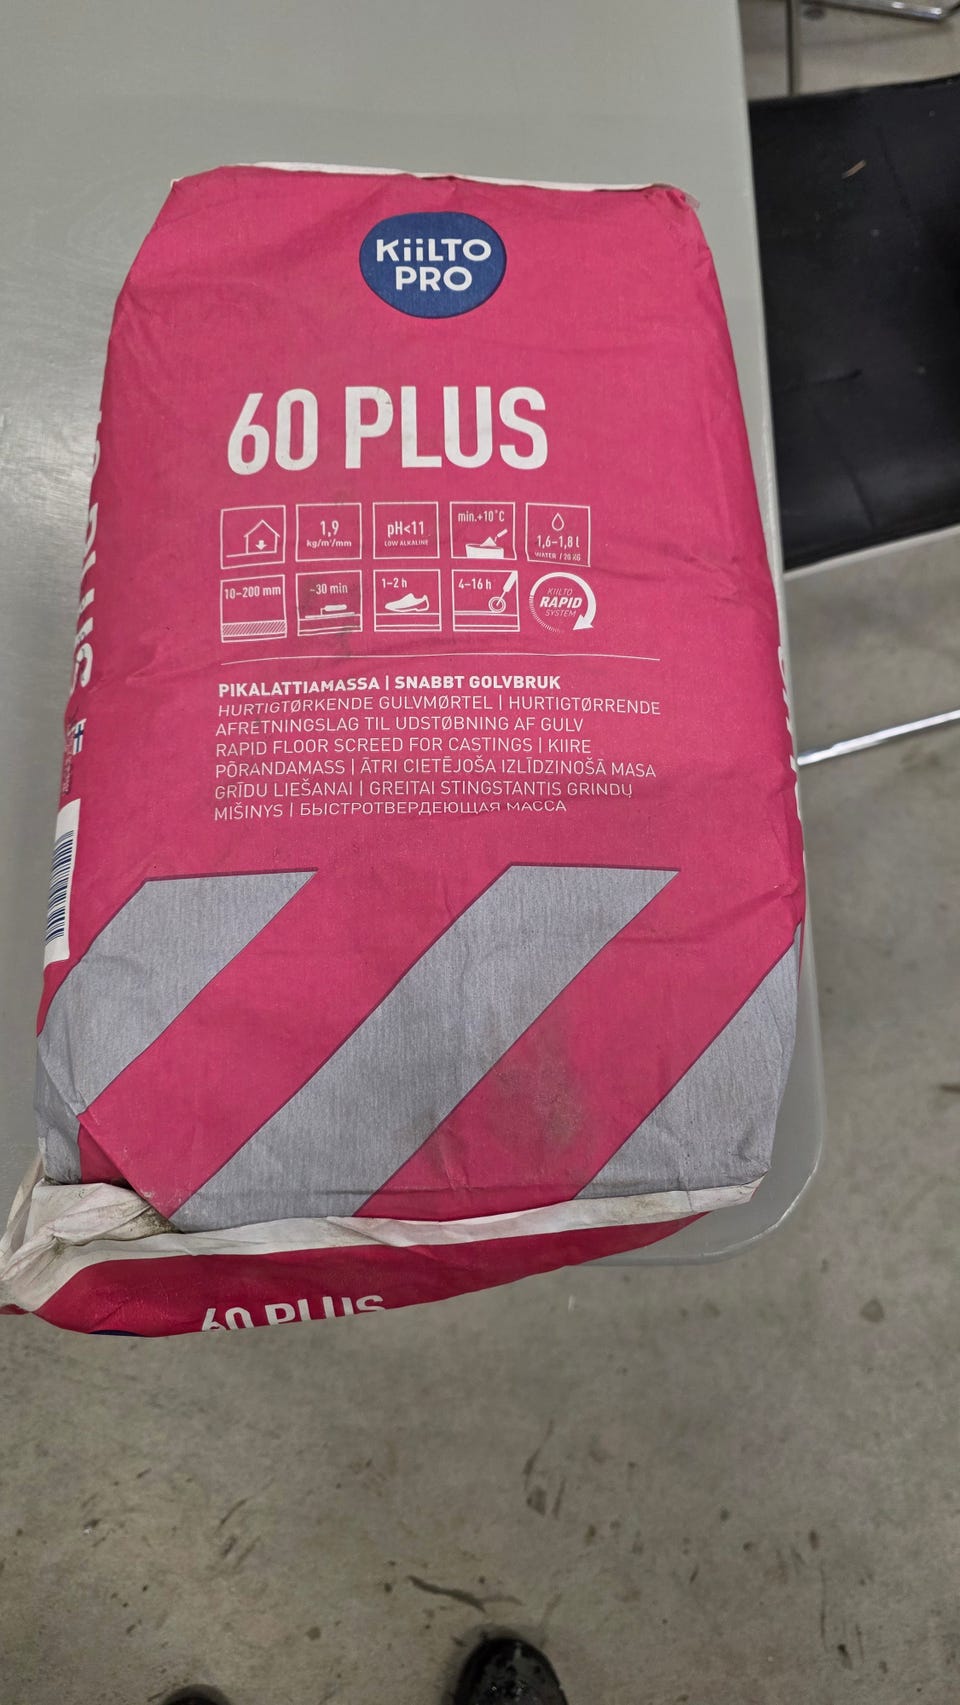 KiiLTO
PRO
60 PLUS
1,9
kg/m²/mm
pH<11
LOW ALKALINE
min.+10°C
1,6-1,8 l
WATER / 20 KG
10-200 mm
~30 min
1-2 h
4-16 h
KIILTO
RAPID
SYSTEM
PIKALATTIAMASSA | SNABBT GOLVBRUK
HURTIGTØRKENDE GULVMØRTEL | HURTIGTØRRENDE
AFRETNINGSLAG TIL UDSTØBNING AF GULV
RAPID FLOOR SCREED FOR CASTINGS | KIIRE
PÕRANDAMASS | ĀTRI CIETĒJOŠA IZLĪDZINOŠĀ MASA
GRĪDU LIEŠANAI | GREITAI STINGSTANTIS GRINDŲ
MIŠINYS | БЫСТРОТВЕРДЕЮЩАЯ МАССА
60 PLUS